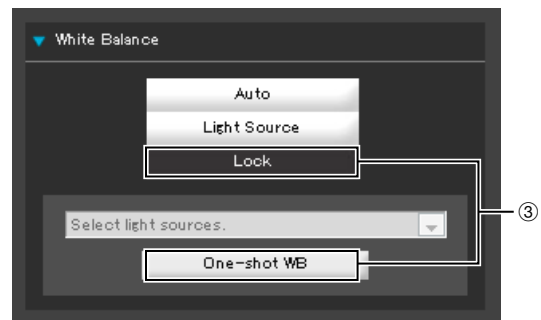 White Balance
Auto
Light Source
Lock
③
Select light sources.
One-shot WB